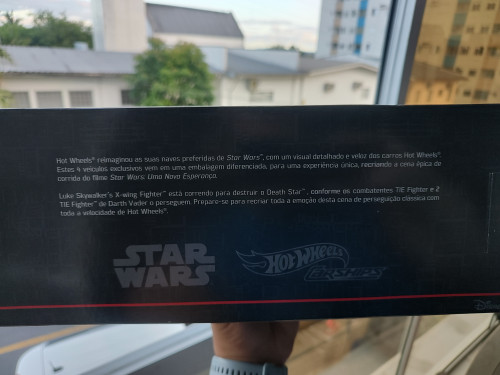 Hot Wheels® reimaginou as suas naves preferidas de Star Wars™, com um visual detalhado e veloz dos carros Hot Wheels®.
Estes 4 veículos exclusivos vem em uma embalagem diferenciada, para uma experiência única, recriando a cena épica de
corrida do filme Star Wars: Uma Nova Esperança.
Luke Skywalker's X-wing Fighter™ está correndo para destruir o Death Star™, conforme os combatentes TIE Fighter e 2
TIE Fighter™ de Darth Vader o perseguem. Prepare-se para recriar toda a emoção desta cena de perseguição clássica com
toda a velocidade de Hot Wheels®.
STAR
WARS
HOT WHEELS
CARSHIPS